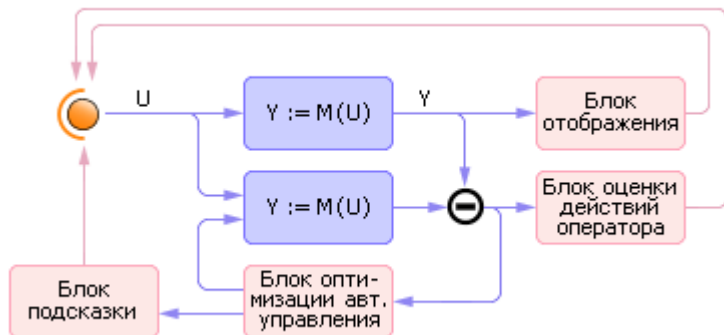 U
Y := M(U)
Y
Блок
отображения
Y := M(U)
Блок оценки
действий
оператора
Блок
подсказки
Блок опти-
мизации авт.
управления